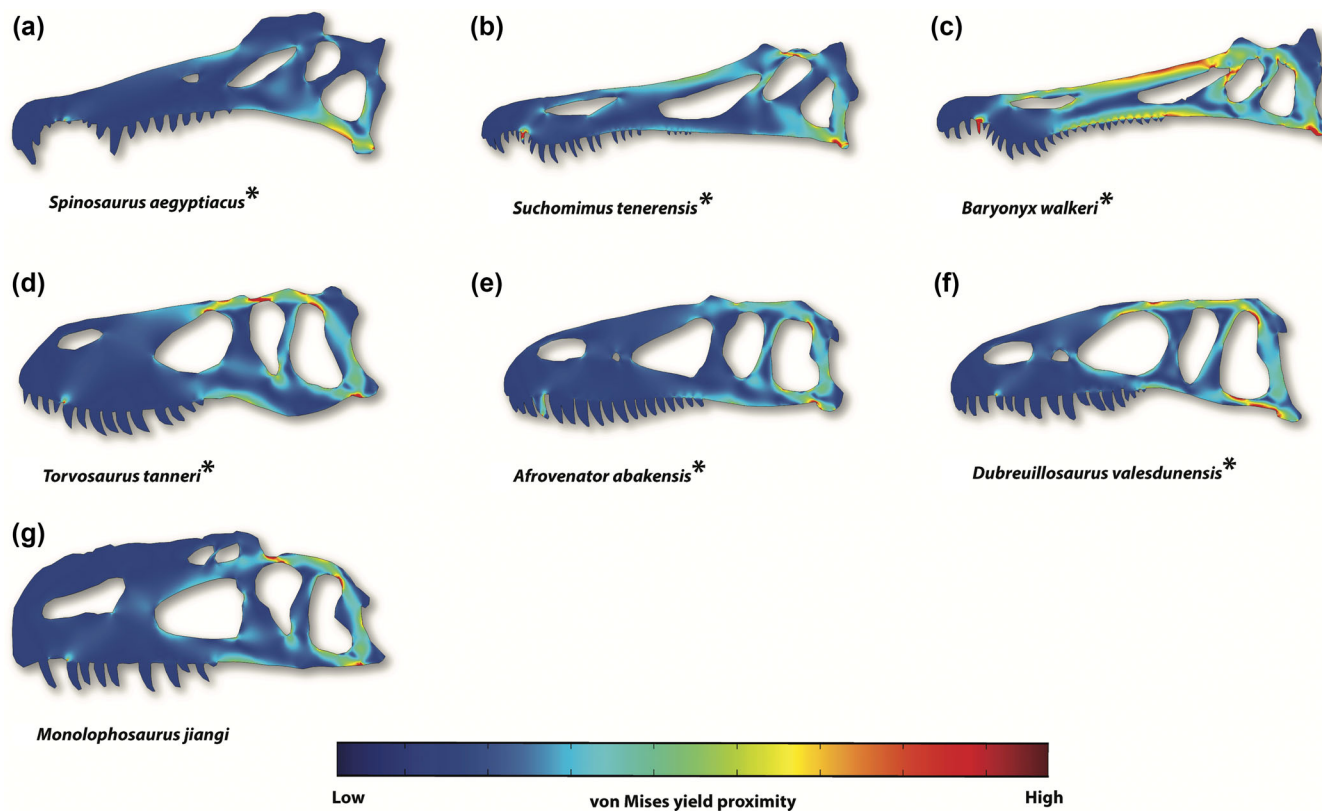 (a)
(b)
(c)
Spinosaurus aegyptiacus*
Suchomimus tenerensis*
Baryonyx walkeri*
(d)
(e)
(f)
Torvosaurus tanneri*
Afrovenator abakensis*
Dubreuillosaurus valesdunensis*
(g)
Monolophosaurus jiangi
Low
von Mises yield proximity
High